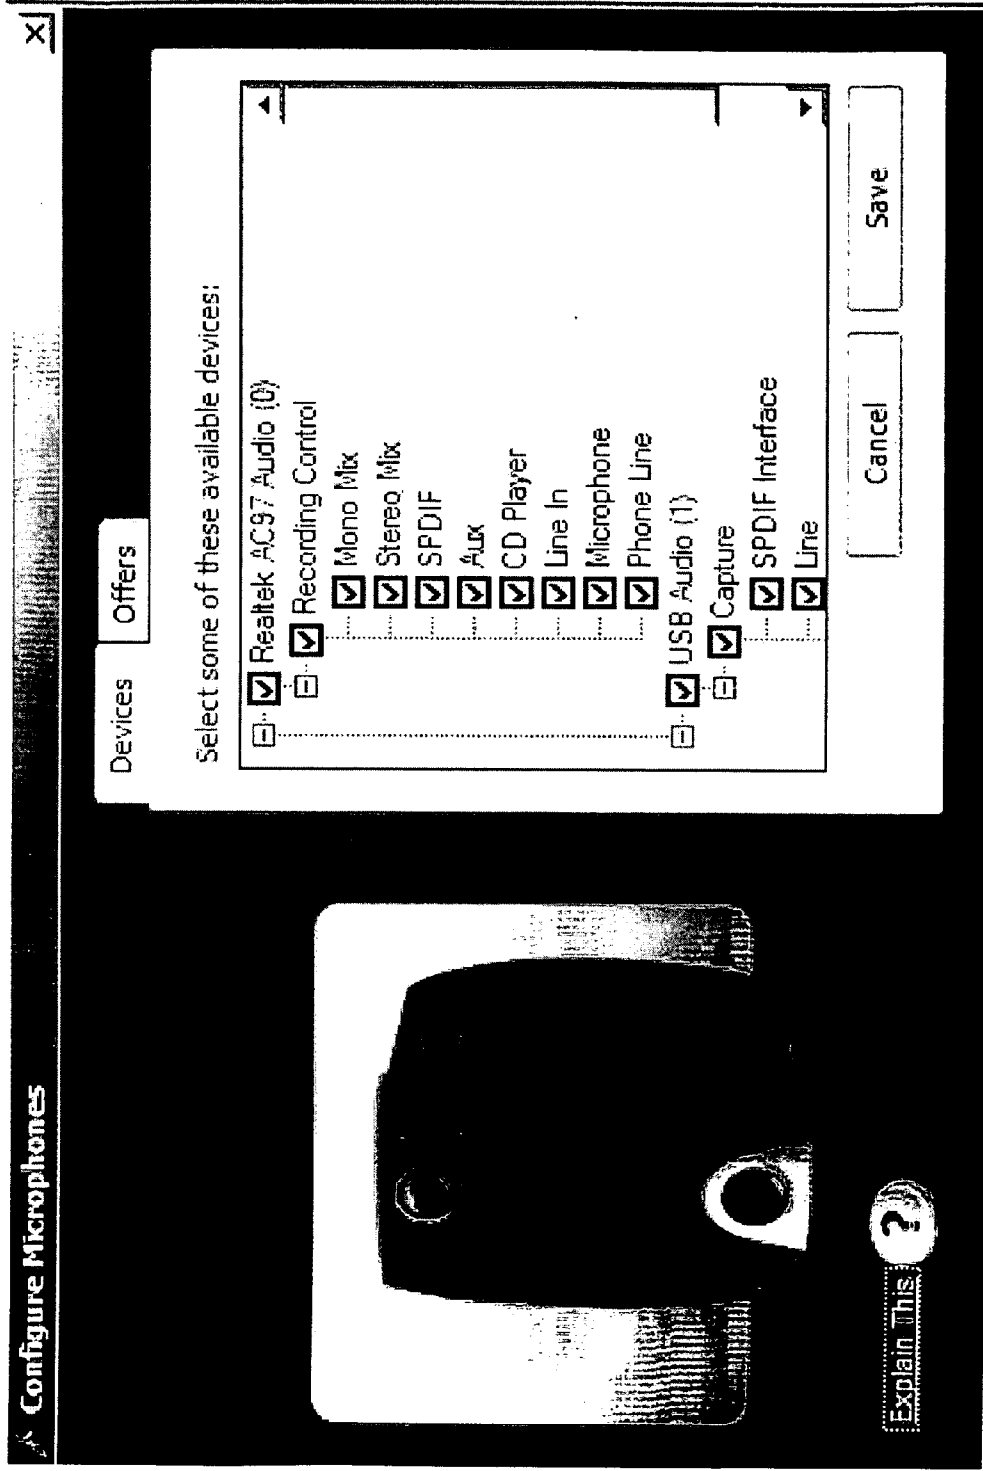 Configure Microphones
Devices
Offers
Select some of these available devices:
Realtek AC97 Audio (0)
Recording Control
Mono Mix
Stereo Mix
SPDIF
Aux
CD Player
Line In
Microphone
Phone Line
USB Audio (1)
Capture
SPDIF Interface
Line
Explain This ?
Cancel
Save